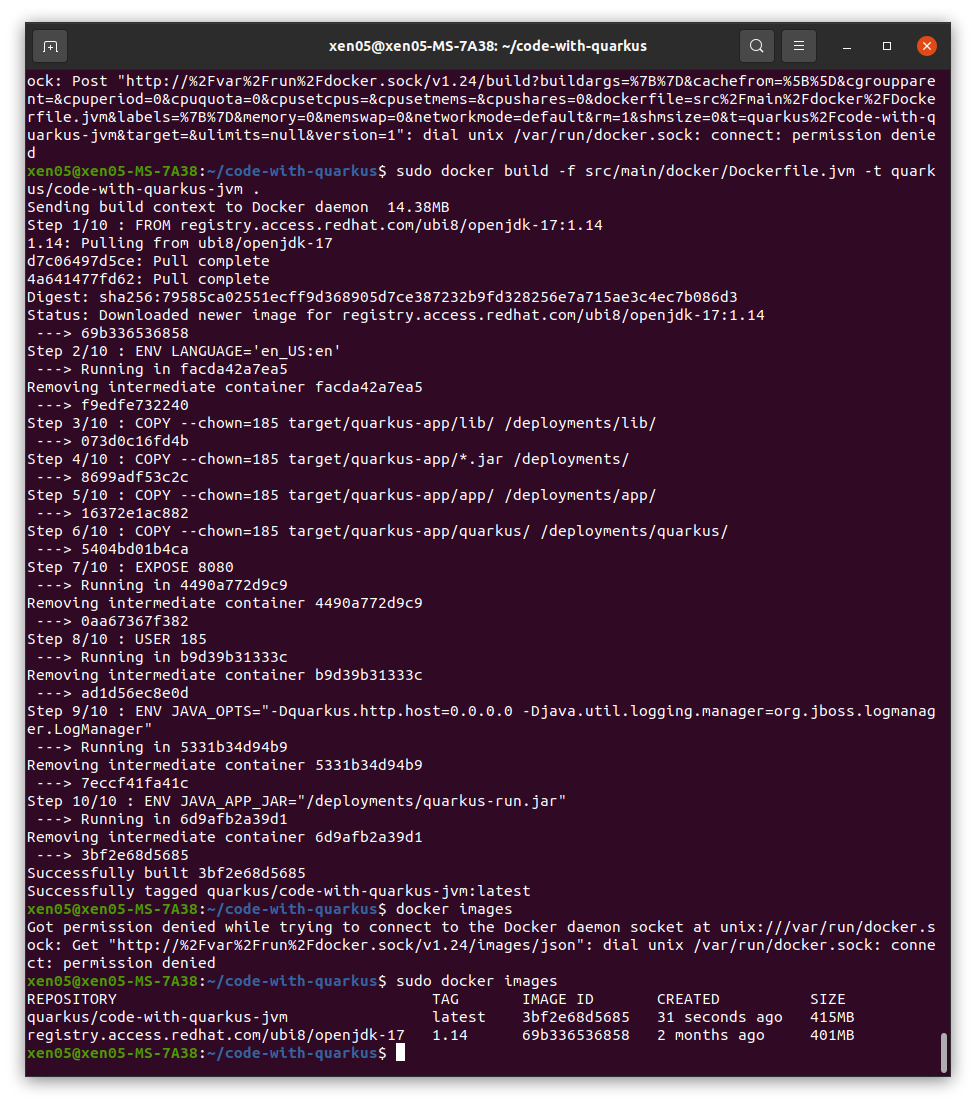 xen05@xen05-MS-7A38: ~/code-with-quarkus
ock: Post "http://%2Fvar%2Frun%2Fdocker.sock/v1.24/build?buildargs=%7B%7D&cachefrom=%5B%5D&cgrouppare
nt=&cpuperiod=0&cpuquota=0&cpusetcpus=&cpusetmems=&cpushares=0&dockerfile=src%2Fmain%2Fdocker%2FDocke
rfile.jvm&labels=%7B%7D&memory=0&memswap=0&networkmode=default&rm=1&shmsize=0&t=quarkus%2Fcode-with-q
uarkus-jvm&target=&ulimits=null&version=1": dial unix /var/run/docker.sock: connect: permission denie
d
xen05@xen05-MS-7A38:~/code-with-quarkus$ sudo docker build -f src/main/docker/Dockerfile.jvm -t quark
us/code-with-quarkus-jvm .
Sending build context to Docker daemon  14.38MB
Step 1/10 : FROM registry.access.redhat.com/ubi8/openjdk-17:1.14
1.14: Pulling from ubi8/openjdk-17
d7c06497d5ce: Pull complete
4a641477fd62: Pull complete
Digest: sha256:79585ca02551ecff9d368905d7ce387232b9fd328256e7a715ae3c4ec7b086d3
Status: Downloaded newer image for registry.access.redhat.com/ubi8/openjdk-17:1.14
 ---> 69b336536858
Step 2/10 : ENV LANGUAGE='en_US:en'
 ---> Running in facda42a7ea5
Removing intermediate container facda42a7ea5
 ---> f9edfe732240
Step 3/10 : COPY --chown=185 target/quarkus-app/lib/ /deployments/lib/
 ---> 073d0c16fd4b
Step 4/10 : COPY --chown=185 target/quarkus-app/*.jar /deployments/
 ---> 8699adf53c2c
Step 5/10 : COPY --chown=185 target/quarkus-app/app/ /deployments/app/
 ---> 16372e1ac882
Step 6/10 : COPY --chown=185 target/quarkus-app/quarkus/ /deployments/quarkus/
 ---> 5404bd01b4ca
Step 7/10 : EXPOSE 8080
 ---> Running in 4490a772d9c9
Removing intermediate container 4490a772d9c9
 ---> 0aa67367f382
Step 8/10 : USER 185
 ---> Running in b9d39b31333c
Removing intermediate container b9d39b31333c
 ---> ad1d56ec8e0d
Step 9/10 : ENV JAVA_OPTS="-Dquarkus.http.host=0.0.0.0 -Djava.util.logging.manager=org.jboss.logmanag
er.LogManager"
 ---> Running in 5331b34d94b9
Removing intermediate container 5331b34d94b9
 ---> 7eccf41fa41c
Step 10/10 : ENV JAVA_APP_JAR="/deployments/quarkus-run.jar"
 ---> Running in 6d9afb2a39d1
Removing intermediate container 6d9afb2a39d1
 ---> 3bf2e68d5685
Successfully built 3bf2e68d5685
Successfully tagged quarkus/code-with-quarkus-jvm:latest
xen05@xen05-MS-7A38:~/code-with-quarkus$ docker images
Got permission denied while trying to connect to the Docker daemon socket at unix:///var/run/docker.s
ock: Get "http://%2Fvar%2Frun%2Fdocker.sock/v1.24/images/json": dial unix /var/run/docker.sock: conne
ct: permission denied
xen05@xen05-MS-7A38:~/code-with-quarkus$ sudo docker images
REPOSITORY                                   TAG       IMAGE ID       CREATED          SIZE
quarkus/code-with-quarkus-jvm                latest    3bf2e68d5685   31 seconds ago   415MB
registry.access.redhat.com/ubi8/openjdk-17   1.14      69b336536858   2 months ago     401MB
xen05@xen05-MS-7A38:~/code-with-quarkus$